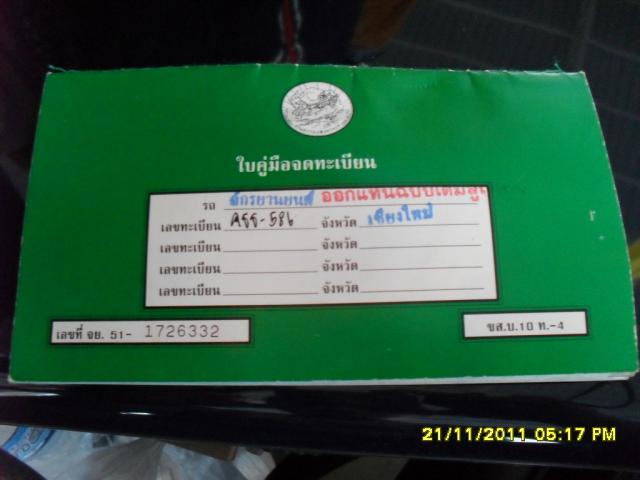 ใบคู่มือจดทะเบียน
รถ จักรยานยนต์ ออกแทนฉบับเดิมสูญ
เลขทะเบียน กธธ-586 จังหวัด เชียงใหม่
เลขทะเบียน จังหวัด
เลขทะเบียน จังหวัด
เลขทะเบียน จังหวัด
เลขที่ จย. 51- 1726332
ขส.บ.10 ท.-4
21/11/2011 05:17 PM